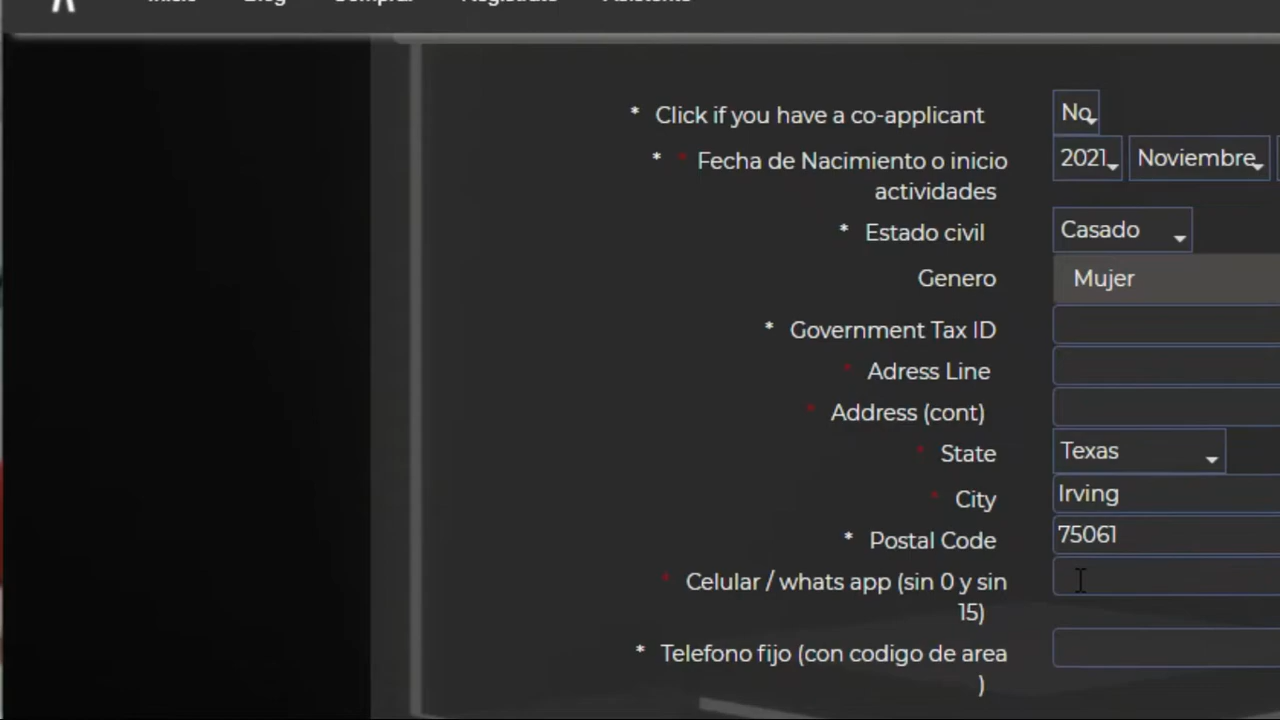 * Click if you have a co-applicant No
* * Fecha de Nacimiento o inicio 2021 Noviembre
actividades
* Estado civil Casado
Genero Mujer
* Government Tax ID
* Adress Line
* Address (cont)
* State Texas
* City Irving
* Postal Code 75061
* Celular / whats app (sin 0 y sin
15)
* Telefono fijo (con codigo de area
)